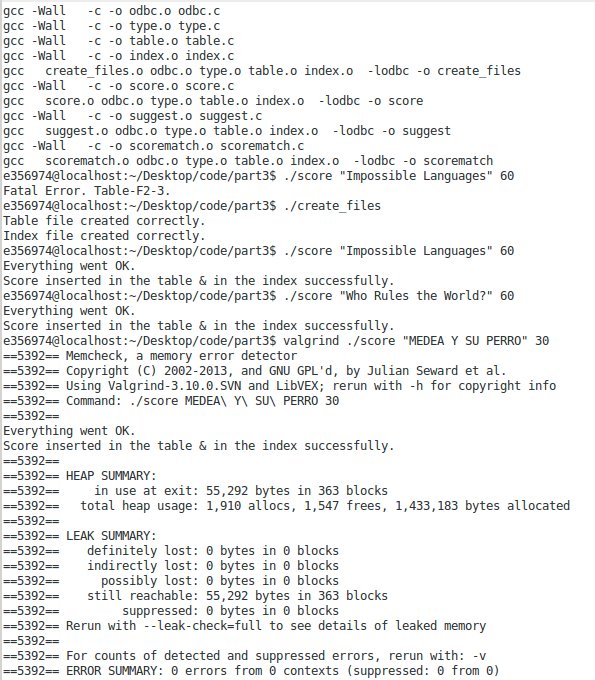 gcc -Wall   -c -o odbc.o odbc.c
gcc -Wall   -c -o type.o type.c
gcc -Wall   -c -o table.o table.c
gcc -Wall   -c -o index.o index.c
gcc   create_files.o odbc.o type.o table.o index.o  -lodbc -o create_files
gcc -Wall   -c -o score.o score.c
gcc   score.o odbc.o type.o table.o index.o  -lodbc -o score
gcc -Wall   -c -o suggest.o suggest.c
gcc   suggest.o odbc.o type.o table.o index.o  -lodbc -o suggest
gcc -Wall   -c -o scorematch.o scorematch.c
gcc   scorematch.o odbc.o type.o table.o index.o  -lodbc -o scorematch
e356974@localhost:~/Desktop/code/part3$ ./score "Impossible Languages" 60
Fatal Error. Table-F2-3.
e356974@localhost:~/Desktop/code/part3$ ./create_files
Table file created correctly.
Index file created correctly.
e356974@localhost:~/Desktop/code/part3$ ./score "Impossible Languages" 60
Everything went OK.
Score inserted in the table & in the index successfully.
e356974@localhost:~/Desktop/code/part3$ ./score "Who Rules the World?" 60
Everything went OK.
Score inserted in the table & in the index successfully.
e356974@localhost:~/Desktop/code/part3$ valgrind ./score "MEDEA Y SU PERRO" 30
==5392== Memcheck, a memory error detector
==5392== Copyright (C) 2002-2013, and GNU GPL'd, by Julian Seward et al.
==5392== Using Valgrind-3.10.0.SVN and LibVEX; rerun with -h for copyright info
==5392== Command: ./score MEDEA\ Y\ SU\ PERRO 30
==5392==
Everything went OK.
Score inserted in the table & in the index successfully.
==5392==
==5392== HEAP SUMMARY:
==5392==     in use at exit: 55,292 bytes in 363 blocks
==5392==   total heap usage: 1,910 allocs, 1,547 frees, 1,433,183 bytes allocated
==5392==
==5392== LEAK SUMMARY:
==5392==    definitely lost: 0 bytes in 0 blocks
==5392==    indirectly lost: 0 bytes in 0 blocks
==5392==      possibly lost: 0 bytes in 0 blocks
==5392==    still reachable: 55,292 bytes in 363 blocks
==5392==         suppressed: 0 bytes in 0 blocks
==5392== Rerun with --leak-check=full to see details of leaked memory
==5392==
==5392== For counts of detected and suppressed errors, rerun with: -v
==5392== ERROR SUMMARY: 0 errors from 0 contexts (suppressed: 0 from 0)